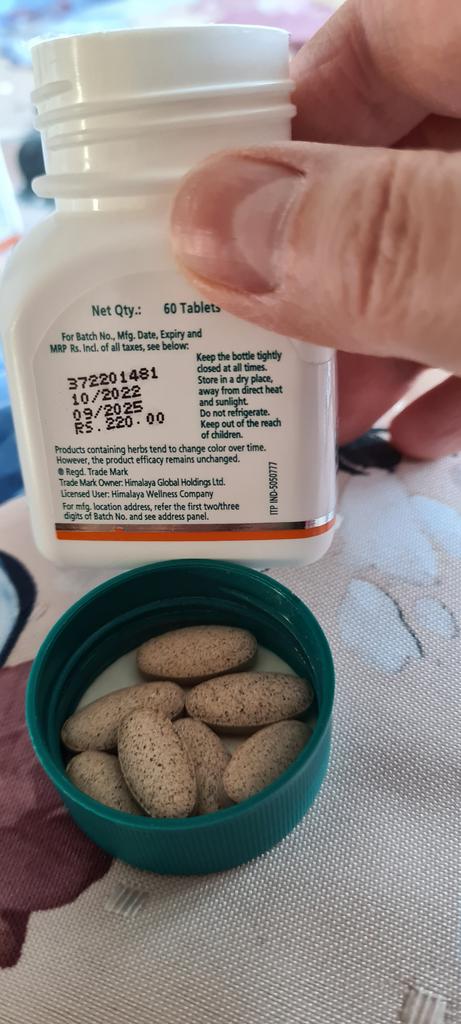 Net Qty.: 60 Tablets
For Batch No., Mfg. Date, Expiry and
MRP Rs. Incl. of all taxes, see below:
372201481
10/2022
09/2025
RS. 220.00
Keep the bottle tightly
closed at all times.
Store in a dry place,
away from direct heat
and sunlight.
Do not refrigerate.
Keep out of the reach
of children.
Products containing herbs tend to change color over time.
However, the product efficacy remains unchanged.
® Regd. Trade Mark
Trade Mark Owner: Himalaya Global Holdings Ltd.
Licensed User: Himalaya Wellness Company
For mfg. location address, refer the first two/three
digits of Batch No. and see address panel.
ITP IND-5050777